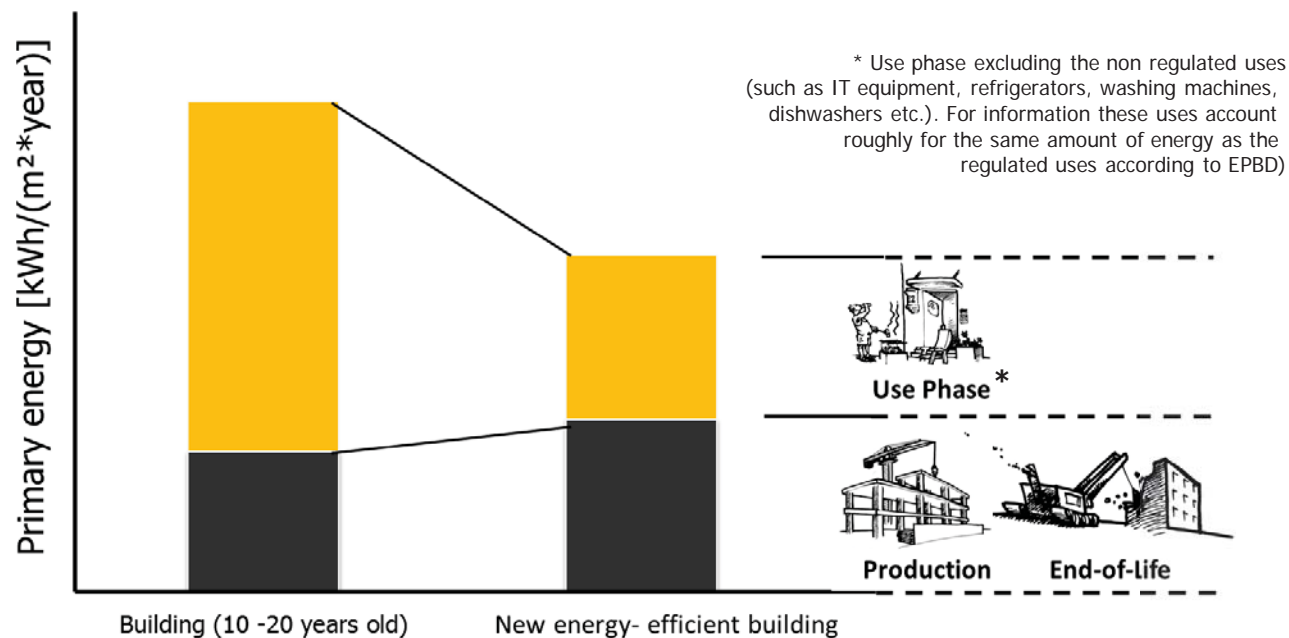 Primary energy [kWh/(m²*year)]
* Use phase excluding the non regulated uses
(such as IT equipment, refrigerators, washing machines,
dishwashers etc.). For information these uses account
roughly for the same amount of energy as the
regulated uses according to EPBD)
Use Phase*
Production
End-of-life
Building (10 -20 years old)
New energy- efficient building